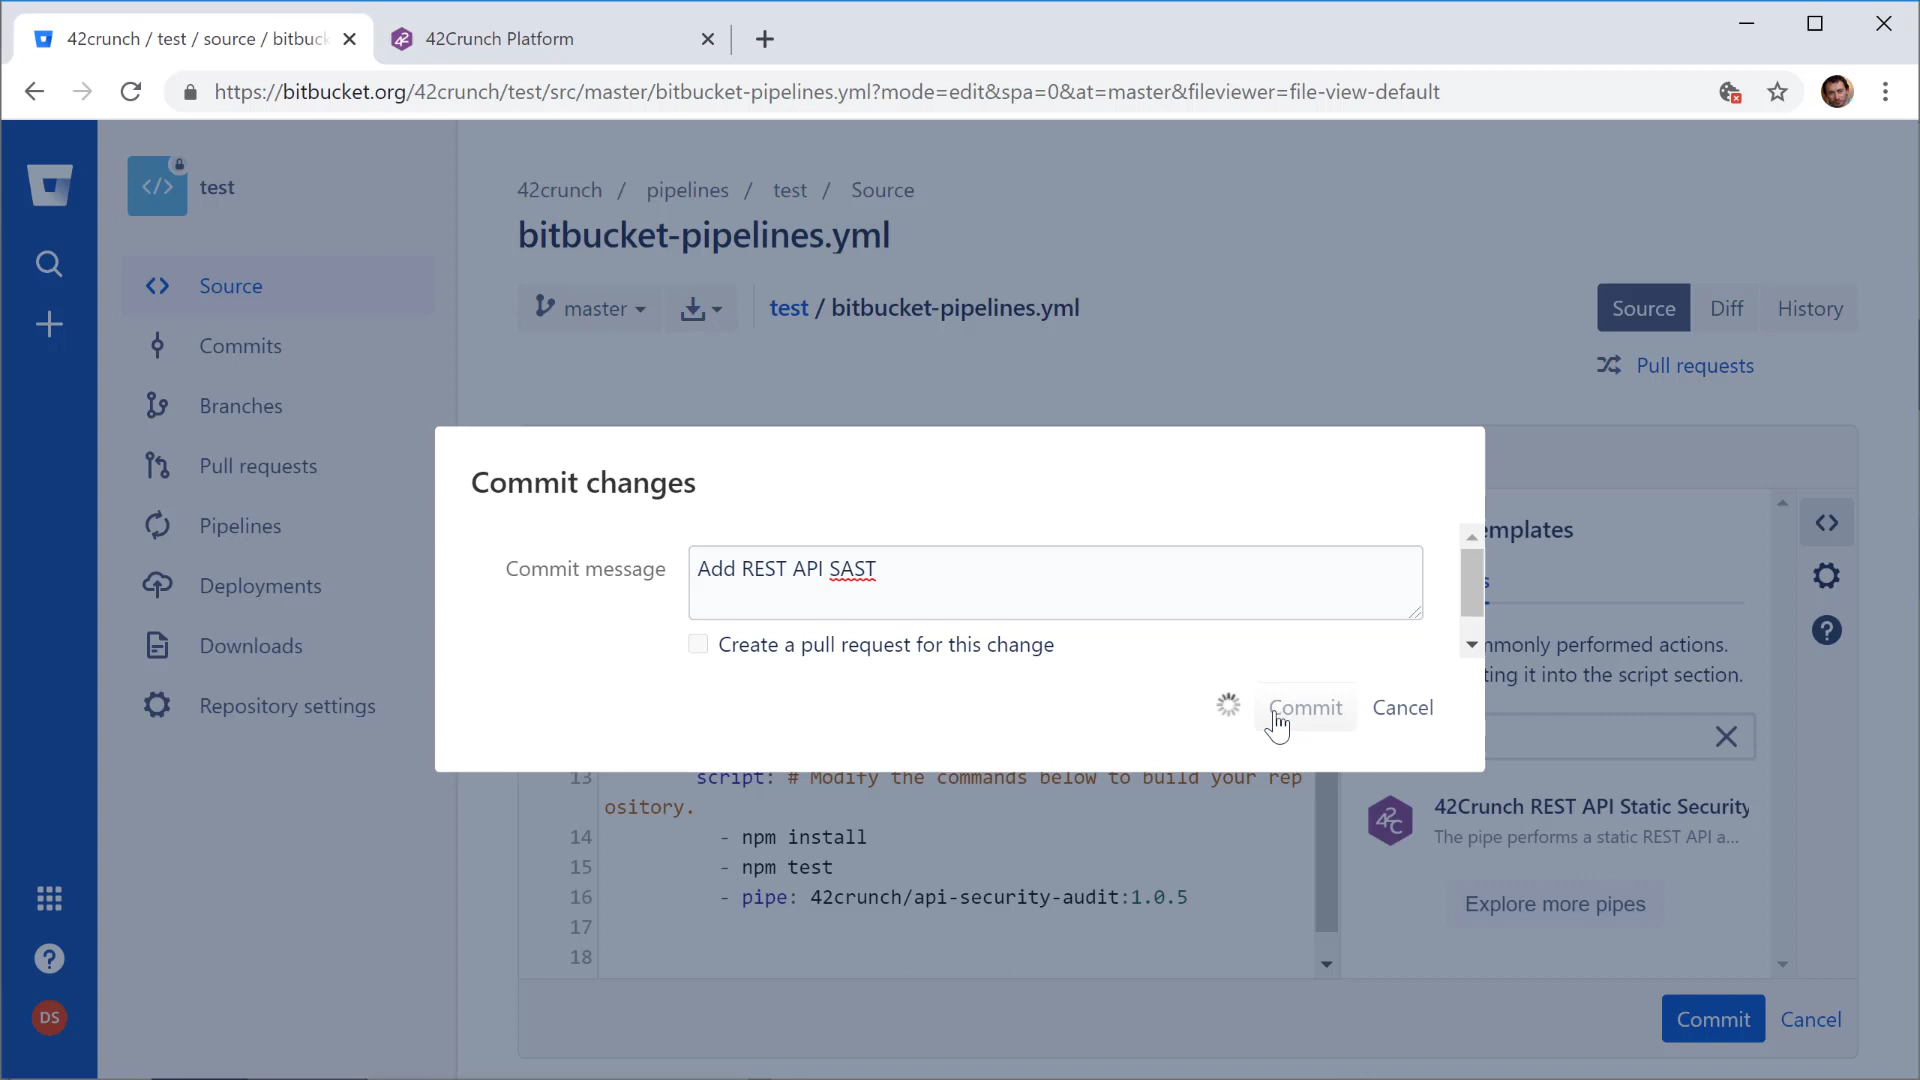 42crunch / test / source / bitbuck
42Crunch Platform
https://bitbucket.org/42crunch/test/src/master/bitbucket-pipelines.yml?mode=edit&spa=0&at=master&fileviewer=file-view-default
test
Source
Commits
Branches
Pull requests
Pipelines
Deployments
Downloads
Repository settings
DS
42crunch / pipelines / test / Source
bitbucket-pipelines.yml
master
test / bitbucket-pipelines.yml
Source Diff History
Pull requests
Commit changes
Commit message
Add REST API SAST
Create a pull request for this change
Commit Cancel
emplates
s
mmonly performed actions.
ting it into the script section.
13 script: # Modify the commands below to build your rep
ository.
14 - npm install
15 - npm test
16 - pipe: 42crunch/api-security-audit:1.0.5
17
18
42Crunch REST API Static Security
The pipe performs a static REST API a...
Explore more pipes
Commit Cancel